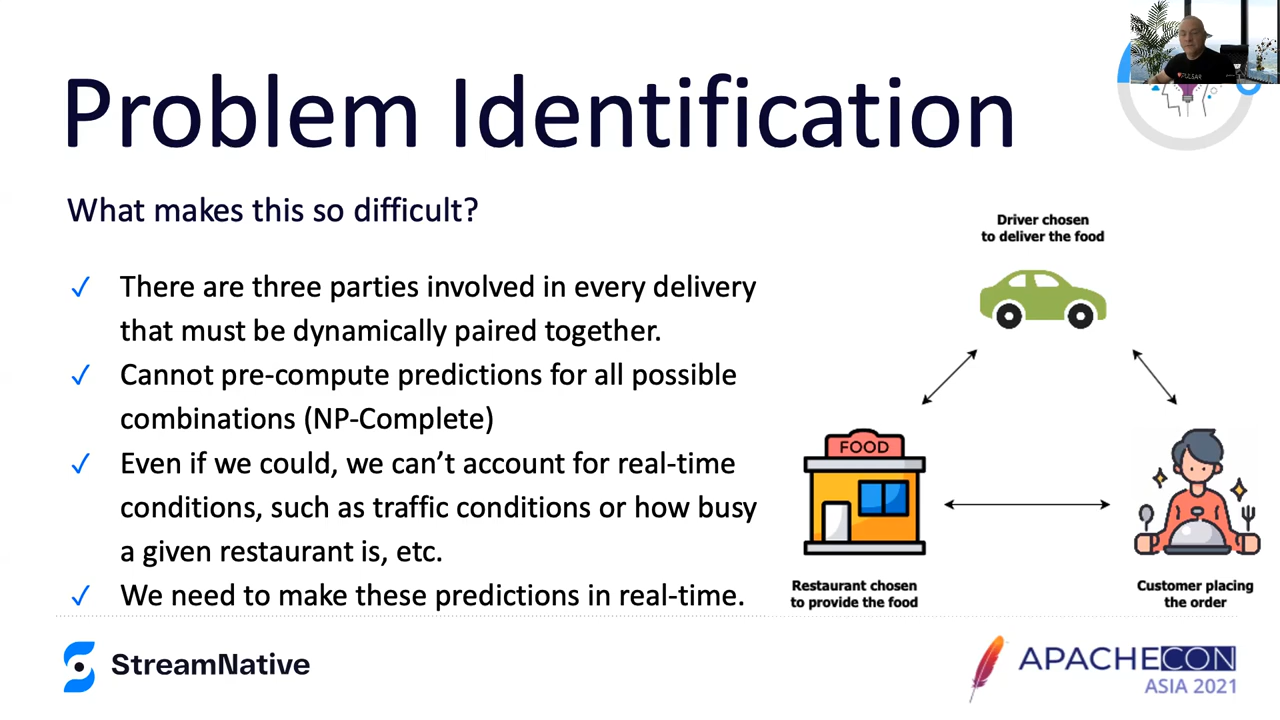 Problem Identification
PULSAR
What makes this so difficult?
Driver chosen
to deliver the food
✓ There are three parties involved in every delivery
that must be dynamically paired together.
✓ Cannot pre-compute predictions for all possible
combinations (NP-Complete)
✓ Even if we could, we can’t account for real-time
conditions, such as traffic conditions or how busy
a given restaurant is, etc.
✓ We need to make these predictions in real-time.
FOOD
Restaurant chosen
to provide the food
Customer placing
the order
StreamNative
APACHECON
ASIA 2021